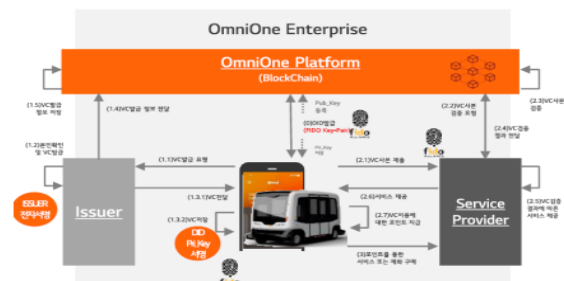 OmniOne Enterprise
OmniOne Platform
(BlockChain)
(1.5)VC발급
정보 저장
(1.4)VC발급 정보 전달
Pub_Key
등록
(0)DID발급
(FIDO Key-Pair)
Pri_Key
저장
fido
(2.2)VC사본
검증 요청
(2.3)VC사본
검증
(2.4)VC검증
결과 전달
fido
(1.2)본인확인
및 VC발급
(1.1)VC발급 요청
(2.1)VC사본 제출
ISSUER
전자서명
Issuer
(1.3.1)VC전달
(1.3.2)VC저장
DID
Pri_Key
서명
(2.6)서비스 제공
(2.7)VC이용에
대한 포인트 지급
Service
Provider
(2.5)VC검증
결과에 따른
서비스 제공
(3)포인트를 통한
서비스 또는 재화 구매